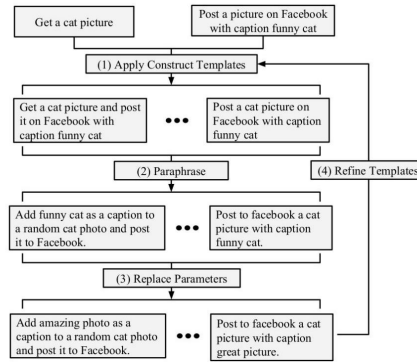 Get a cat picture
Post a picture on Facebook
with caption funny cat
(1) Apply Construct Templates
Get a cat picture and post
it on Facebook with
caption funny cat
Post a cat picture on
Facebook with caption
funny cat
(2) Paraphrase
(4) Refine Templates
Add funny cat as a caption to
a random cat photo and post
it to Facebook.
Post to facebook a cat
picture with caption
funny cat.
(3) Replace Parameters
Add amazing photo as a
caption to a random cat photo
and post it to Facebook.
Post to facebook a cat
picture with caption
great picture.